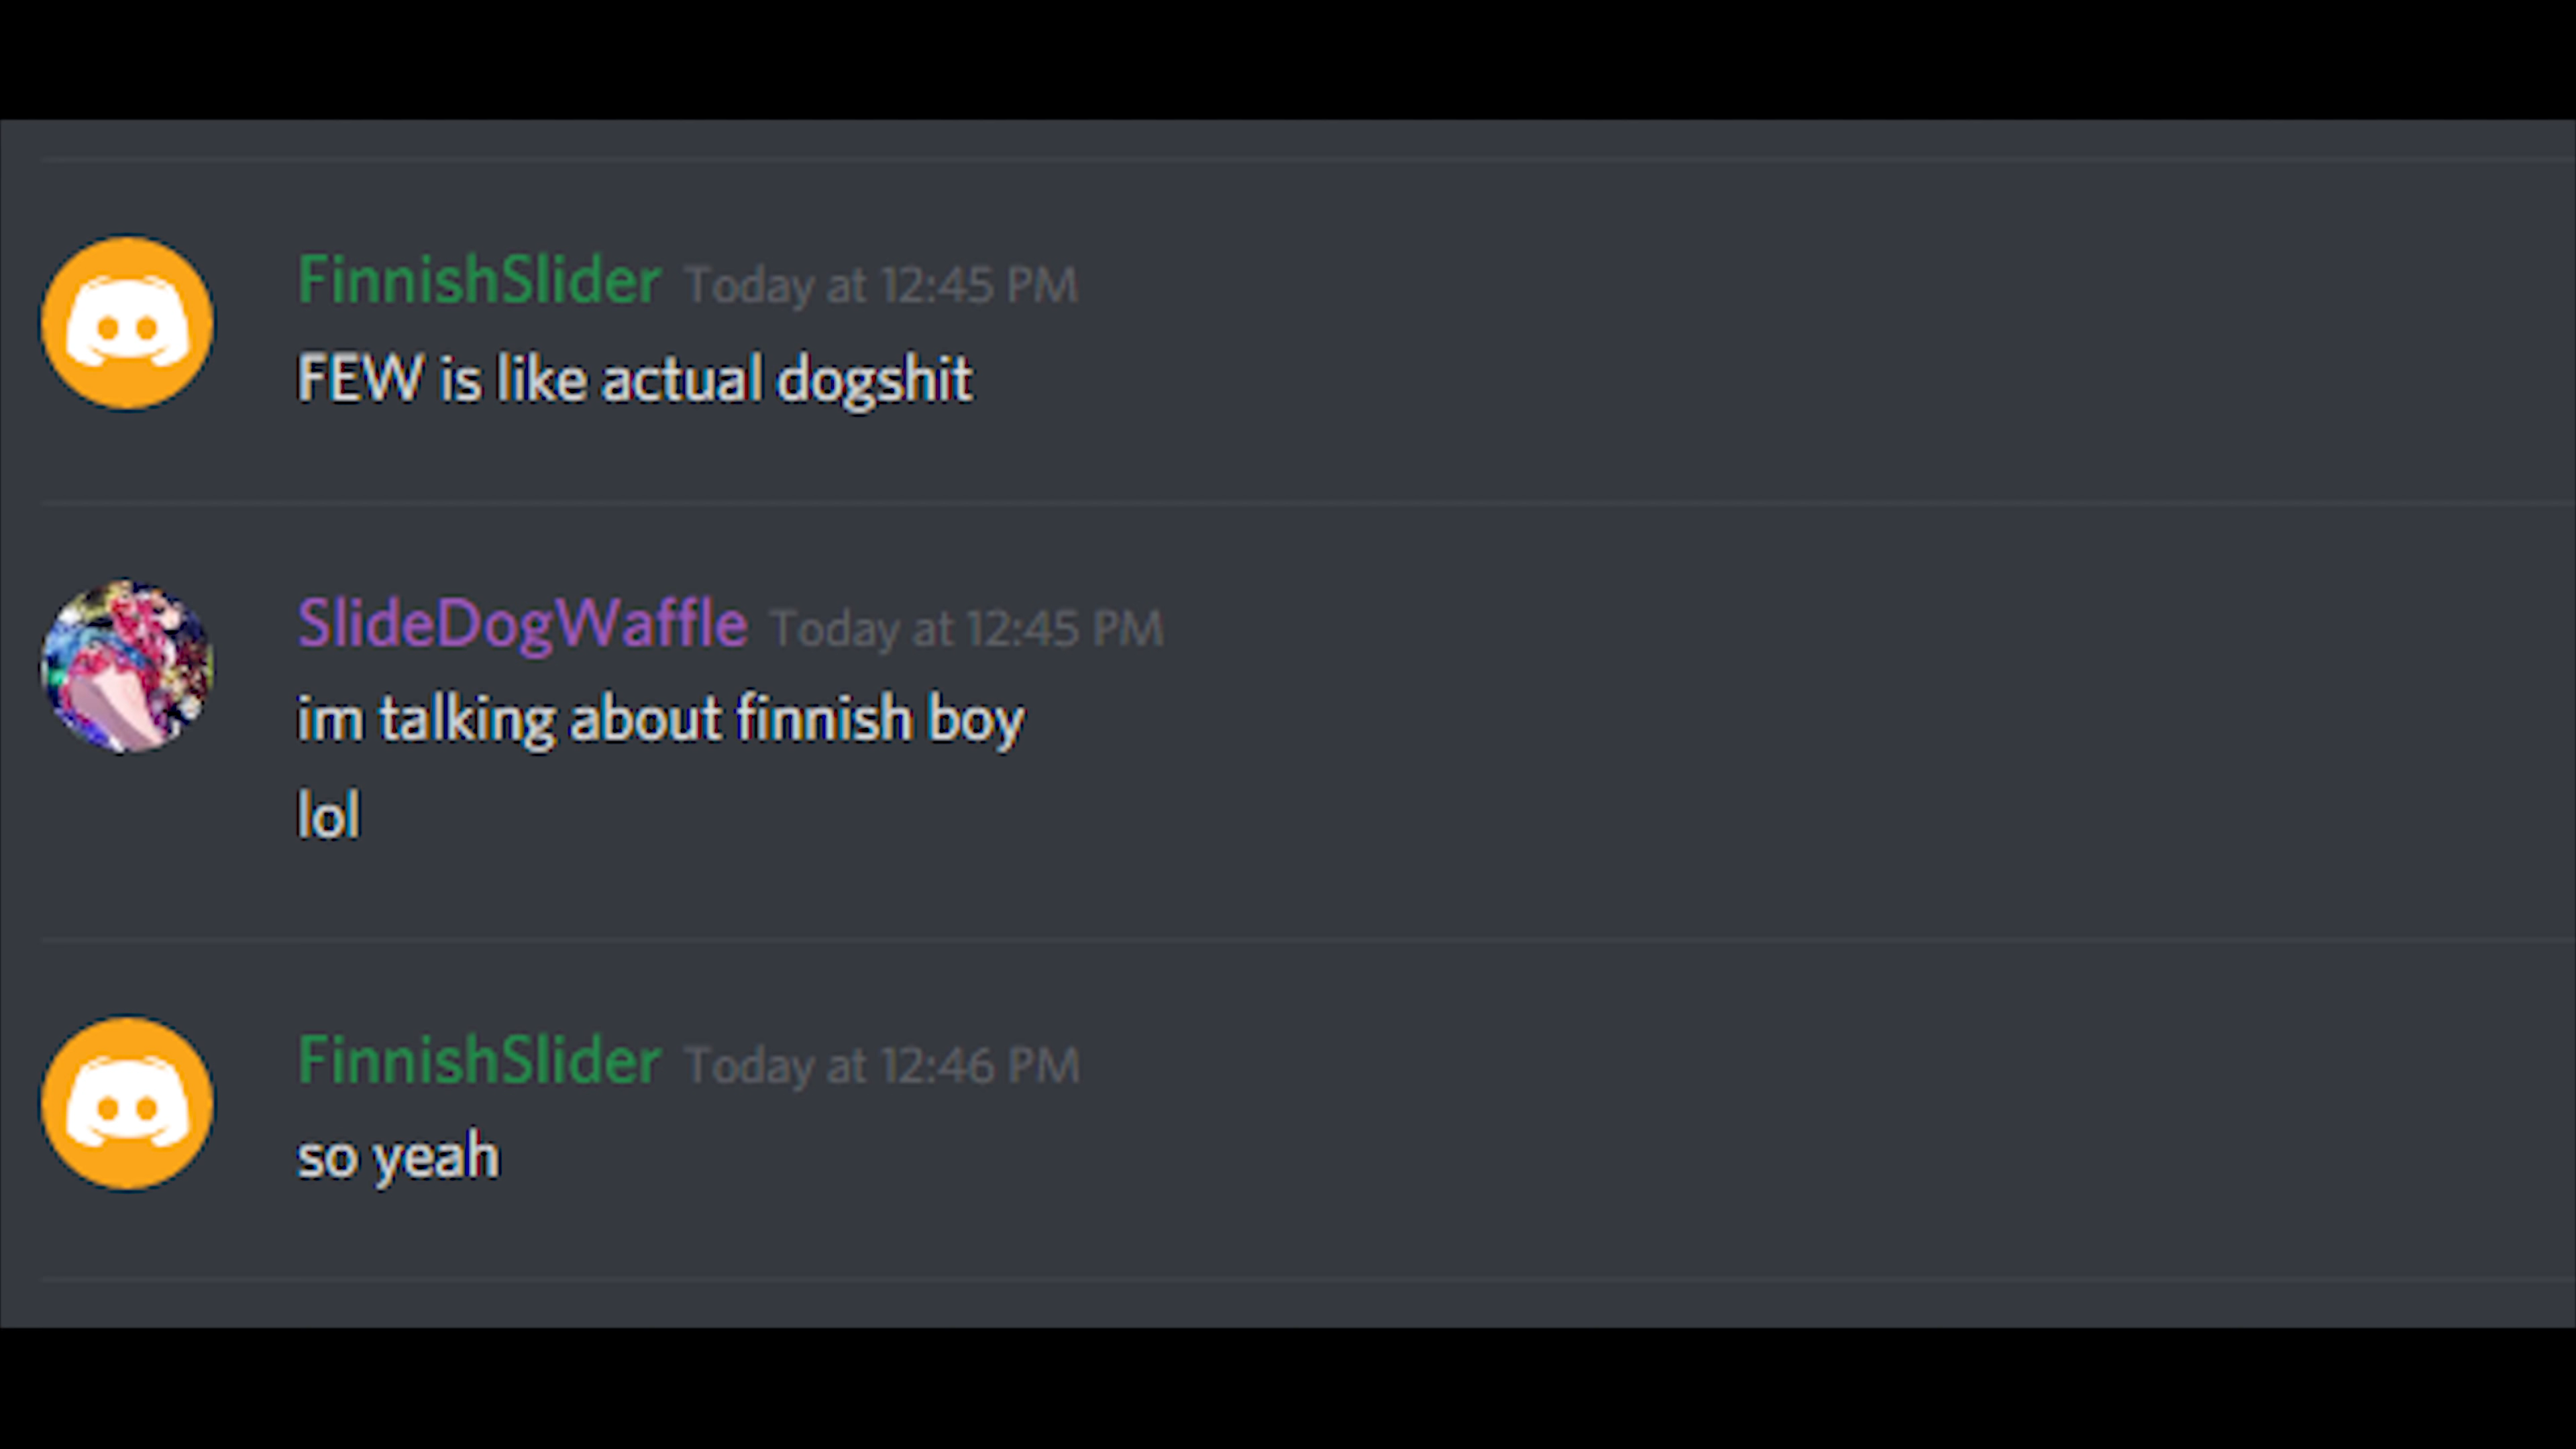 FinnishSlider Today at 12:45 PM
FEW is like actual dogshit
SlideDogWaffle Today at 12:45 PM
im talking about finnish boy
lol
FinnishSlider Today at 12:46 PM
so yeah